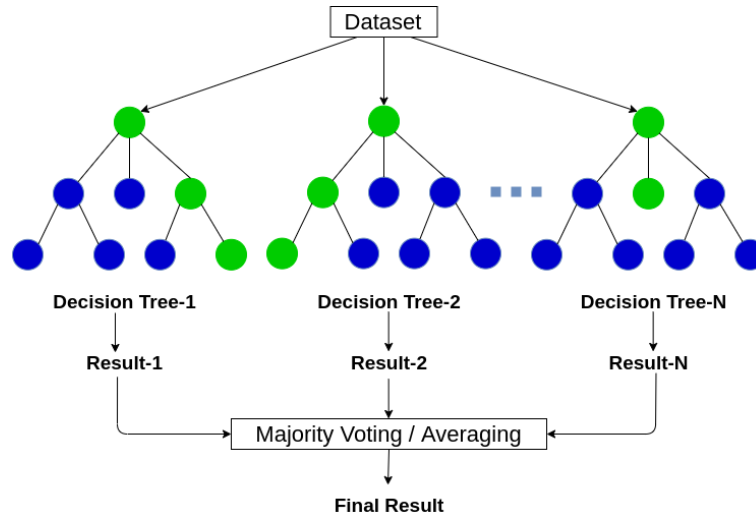 Dataset
Decision Tree-1
Decision Tree-2
Decision Tree-N
Result-1
Result-2
Result-N
Majority Voting / Averaging
Final Result